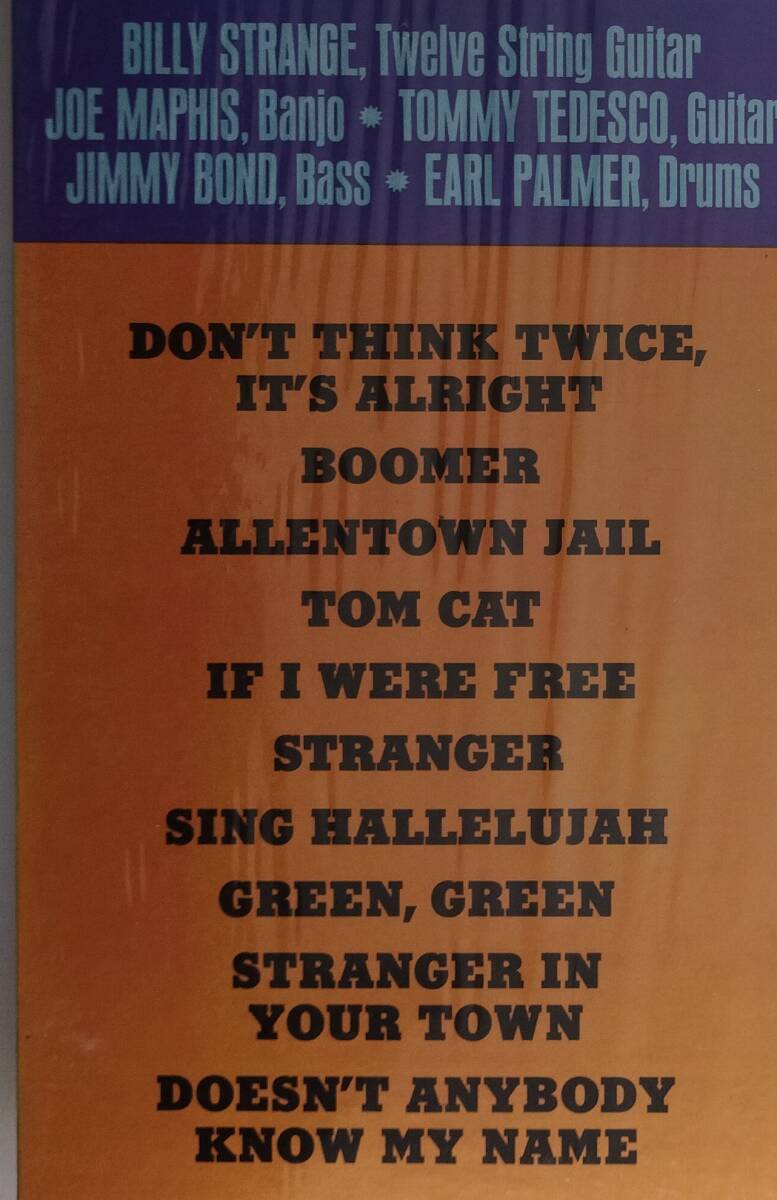 BILLY STRANGE, Twelve String Guitar
JOE MAPHIS, Banjo * TOMMY TEDESCO, Guitar
JIMMY BOND, Bass * EARL PALMER, Drums
DON'T THINK TWICE,
IT'S ALRIGHT
BOOMER
ALLENTOWN JAIL
TOM CAT
IF I WERE FREE
STRANGER
SING HALLELUJAH
GREEN, GREEN
STRANGER IN
YOUR TOWN
DOESN'T ANYBODY
KNOW MY NAME